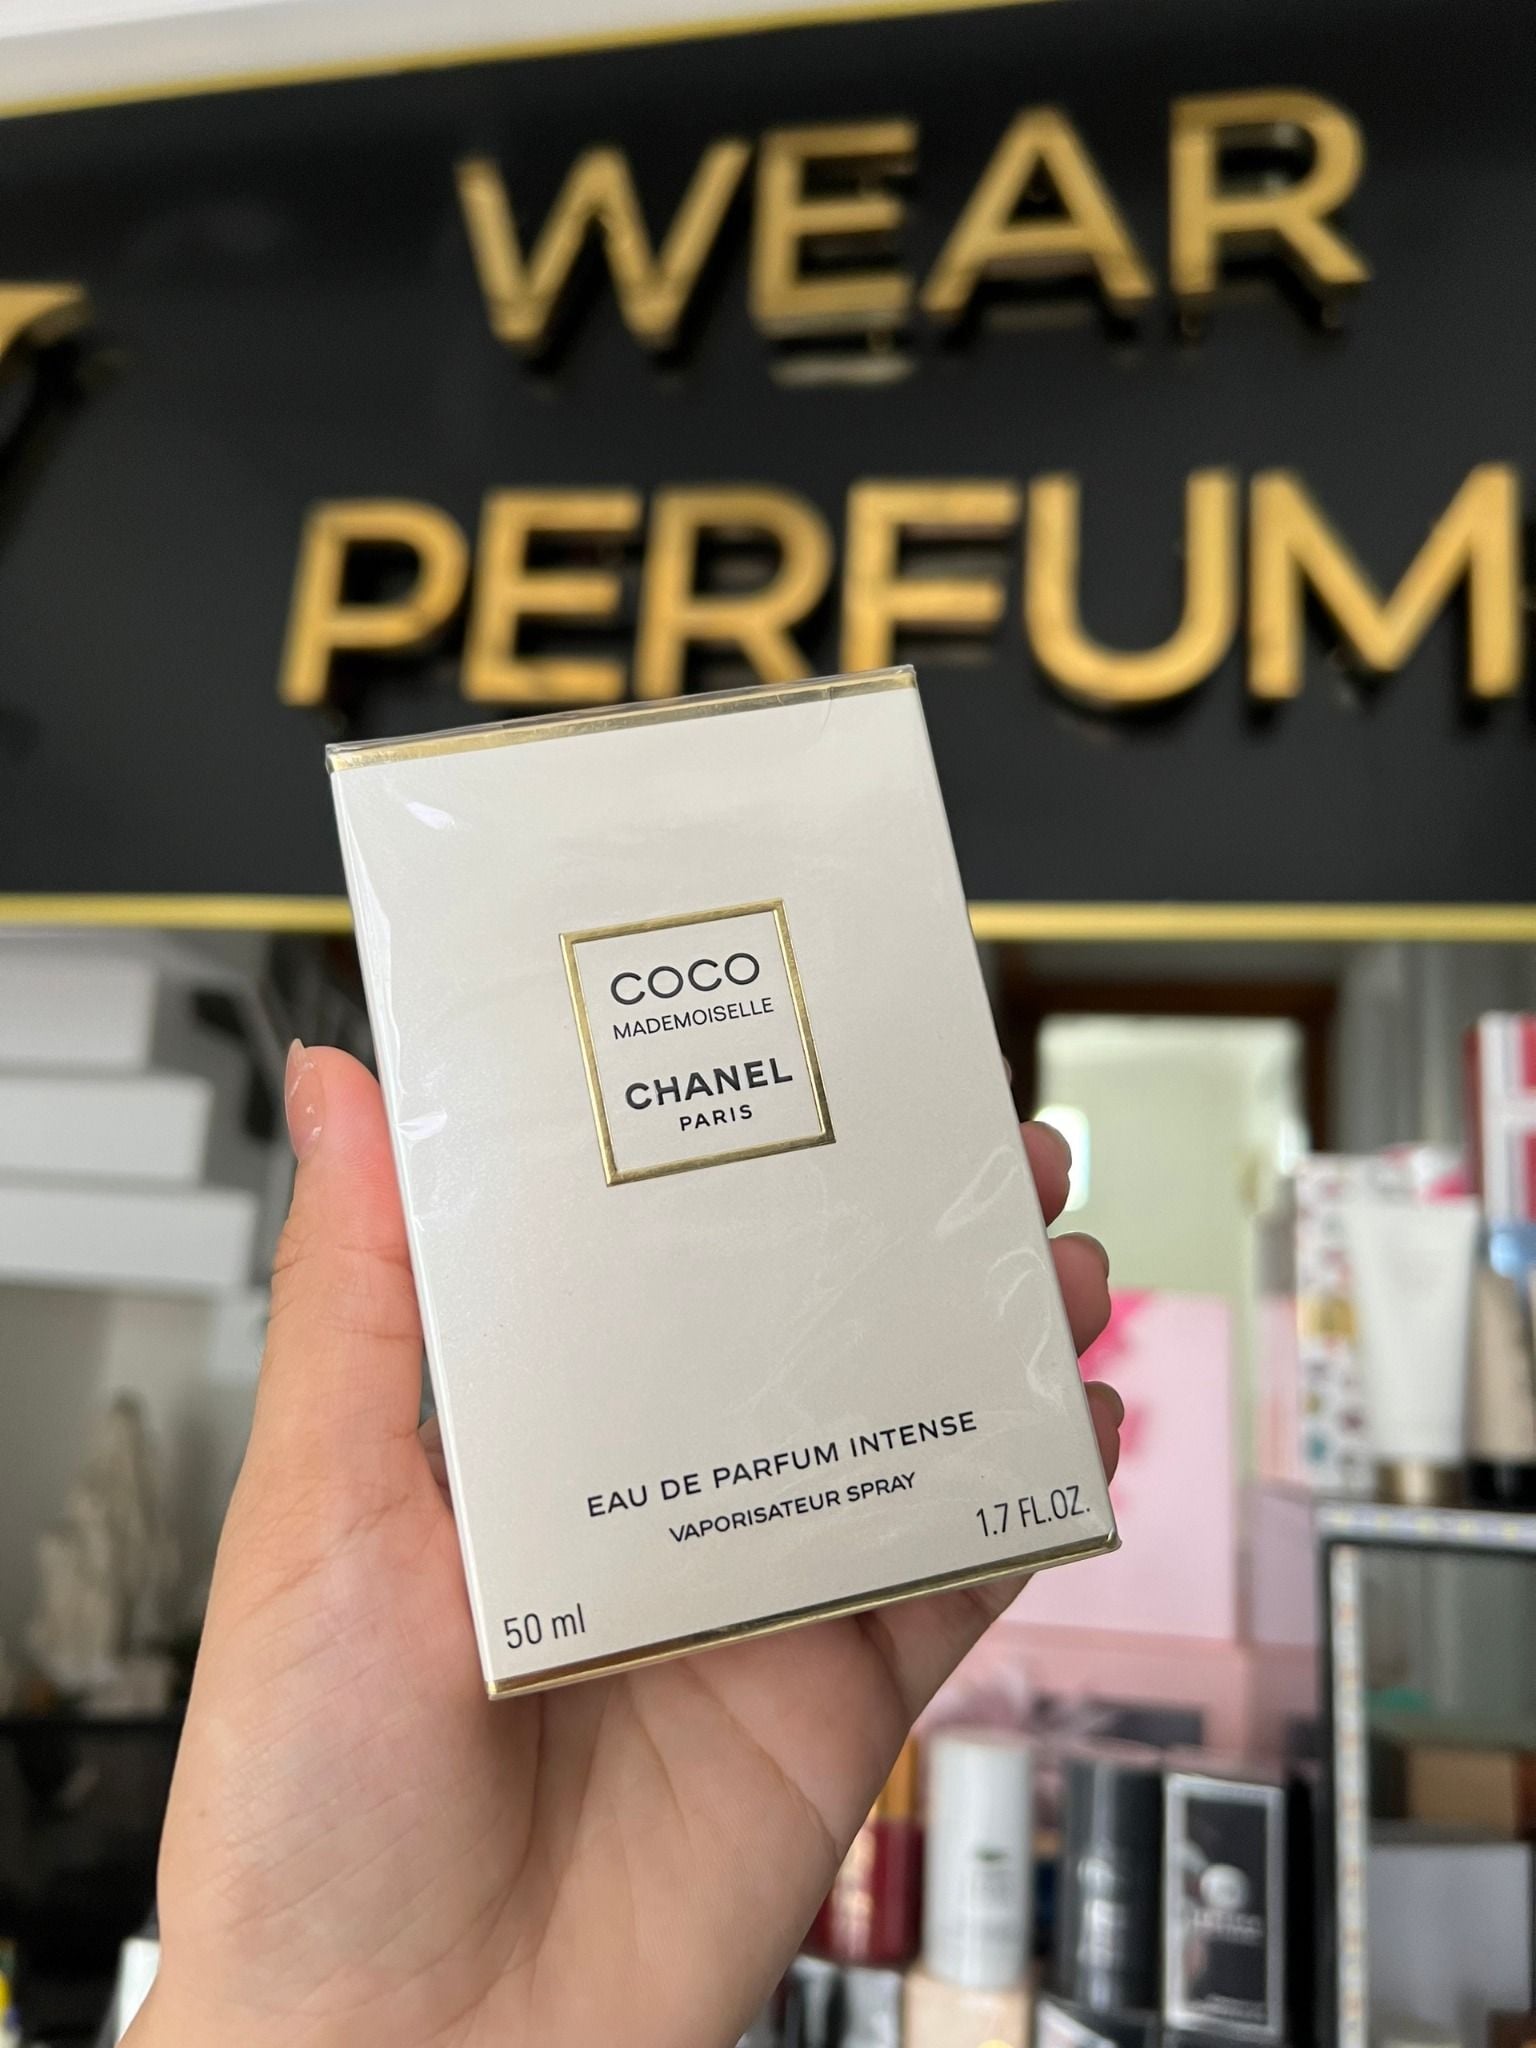 WEAR
PERFUM
COCO
MADEMOISELLE
CHANEL
PARIS
EAU DE PARFUM INTENSE
VAPORISATEUR SPRAY
50 ml
1.7 FL.OZ.